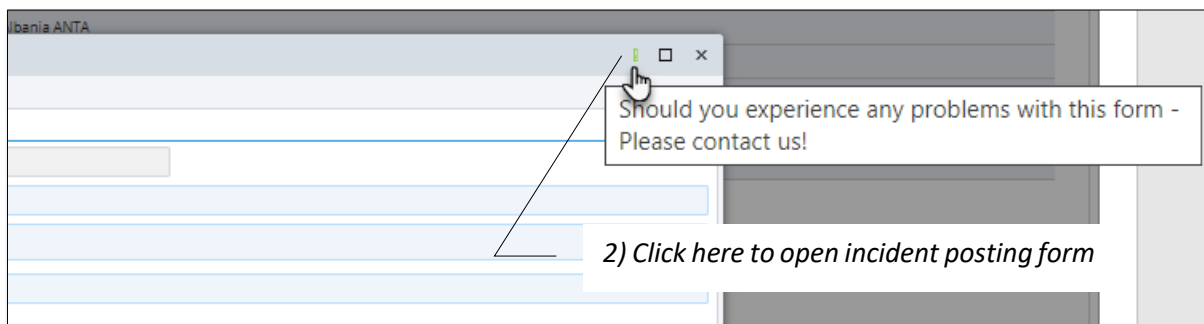 lbania ANTA
Should you experience any problems with this form -
Please contact us!
2) Click here to open incident posting form